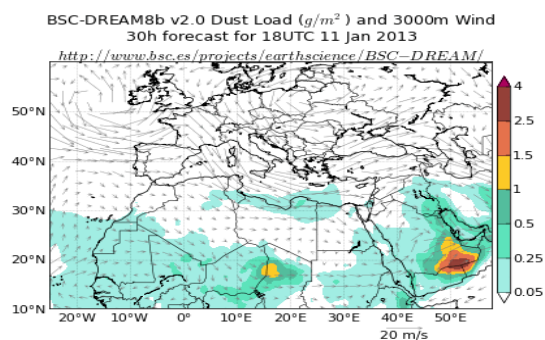 BSC-DREAM8b v2.0 Dust Load (g/m²) and 3000m Wind
30h forecast for 18UTC 11 Jan 2013
http://www.bsc.es/projects/earthscience/BSC-DREAM/
50°N
40°N
30°N
20°N
10°N
20°W 10°W 0° 10°E 20°E 30°E 40°E 50°E
20 m/s
4
2.5
1.5
1
0.5
0.25
0.05